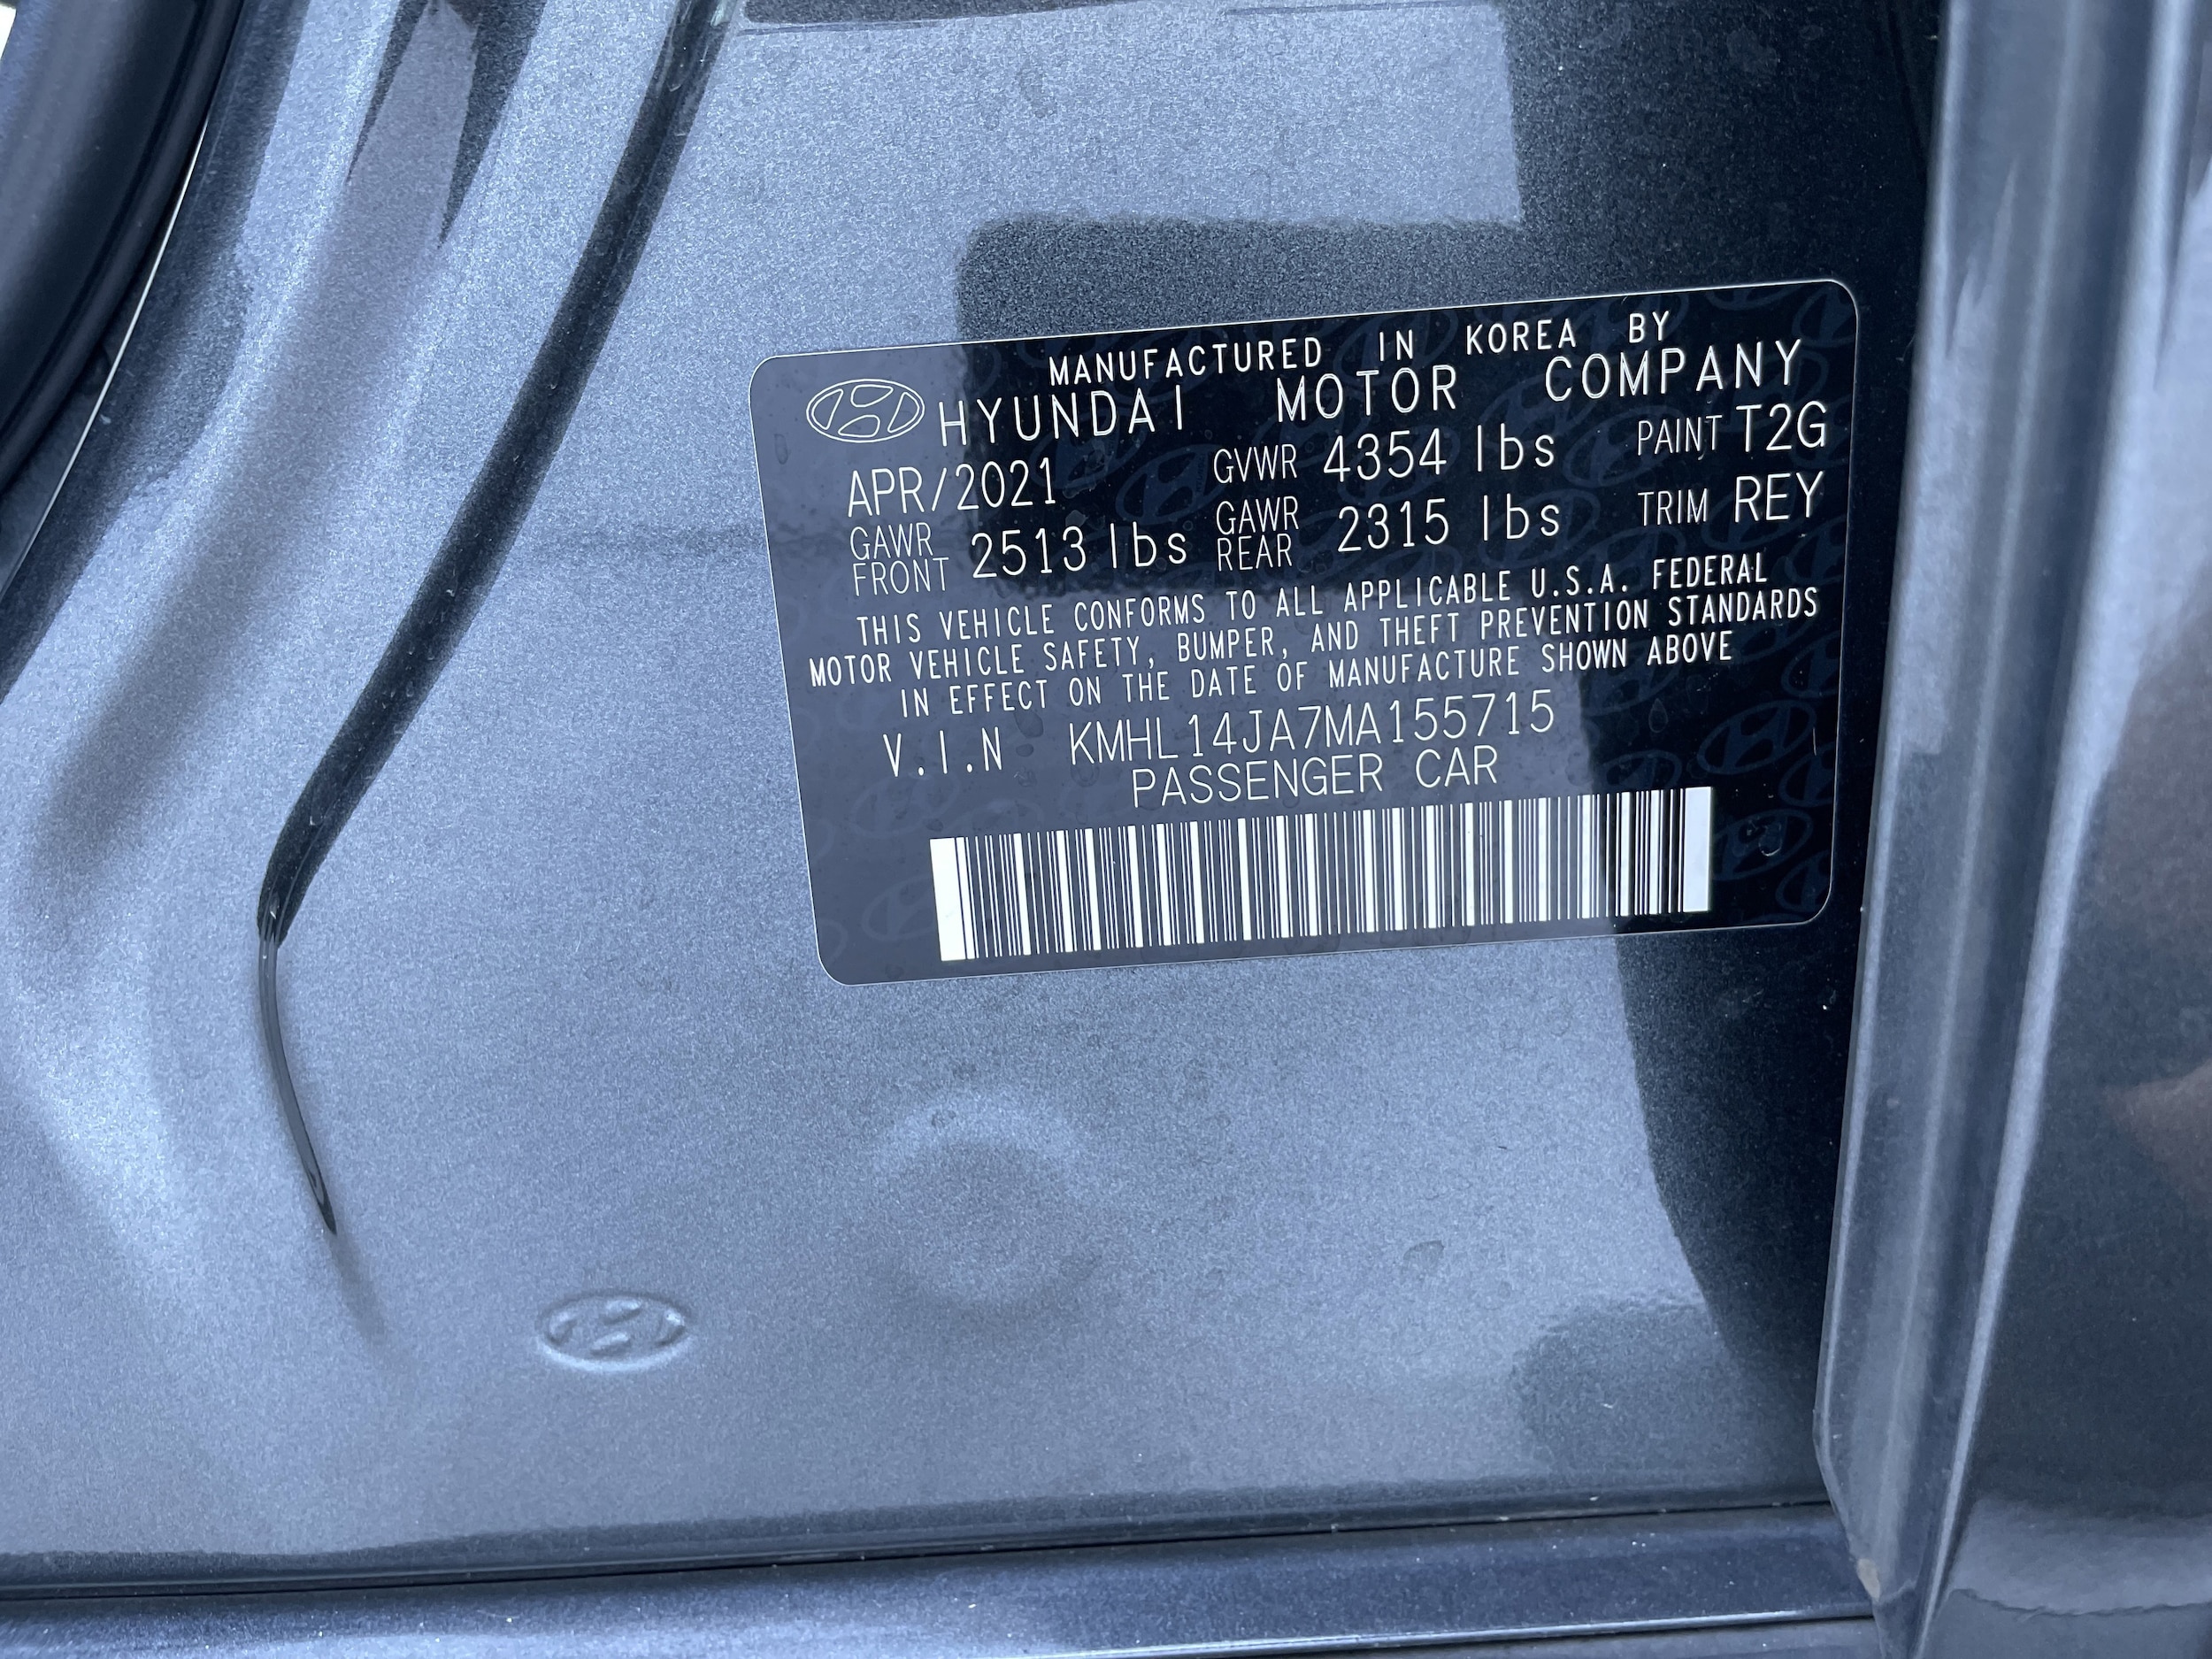 MANUFACTURED IN KOREA BY
HYUNDAI MOTOR COMPANY
APR/2021 GVWR 4354 lbs PAINT T2G
GAWR FRONT 2513 lbs GAWR REAR 2315 lbs TRIM REY
THIS VEHICLE CONFORMS TO ALL APPLICABLE U.S.A. FEDERAL
MOTOR VEHICLE SAFETY, BUMPER, AND THEFT PREVENTION STANDARDS
IN EFFECT ON THE DATE OF MANUFACTURE SHOWN ABOVE
V.I.N KMHL14JA7MA155715
PASSENGER CAR